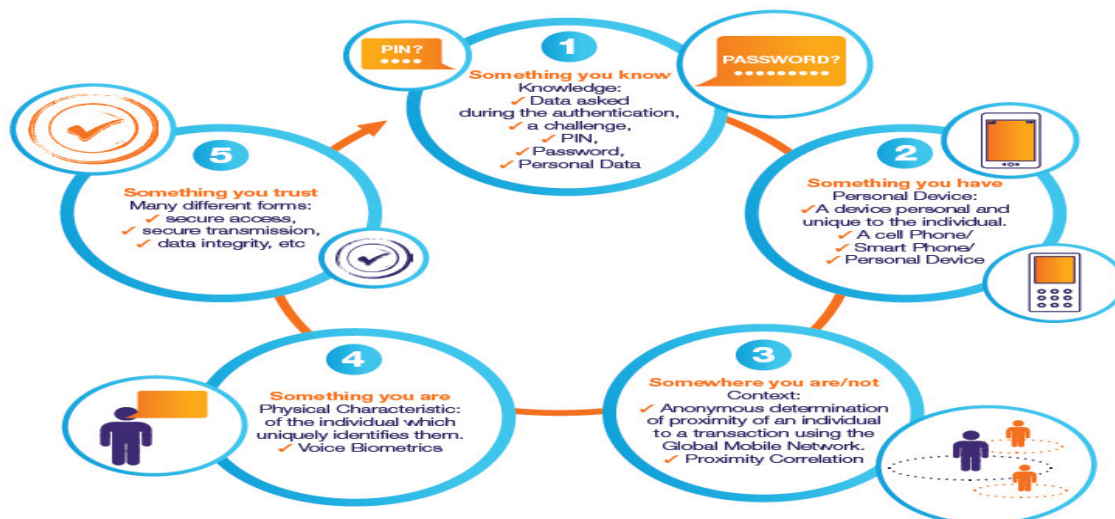 PIN?
PASSWORD?
1
Something you know
Knowledge:
✓ Data asked
during the authentication,
✓ a challenge,
✓ PIN,
✓ Password,
✓ Personal Data
2
Something you have
Personal Device:
✓ A device personal and
unique to the individual.
✓ A cell Phone/
✓ Smart Phone/
✓ Personal Device
3
Somewhere you are/not
Context:
✓ Anonymous determination
of proximity of an individual
to a transaction using the
Global Mobile Network.
✓ Proximity Correlation
4
Something you are
Physical Characteristic:
of the individual which
uniquely identifies them.
✓ Voice Biometrics
5
Something you trust
Many different forms:
✓ secure access,
✓ secure transmission,
✓ data integrity, etc